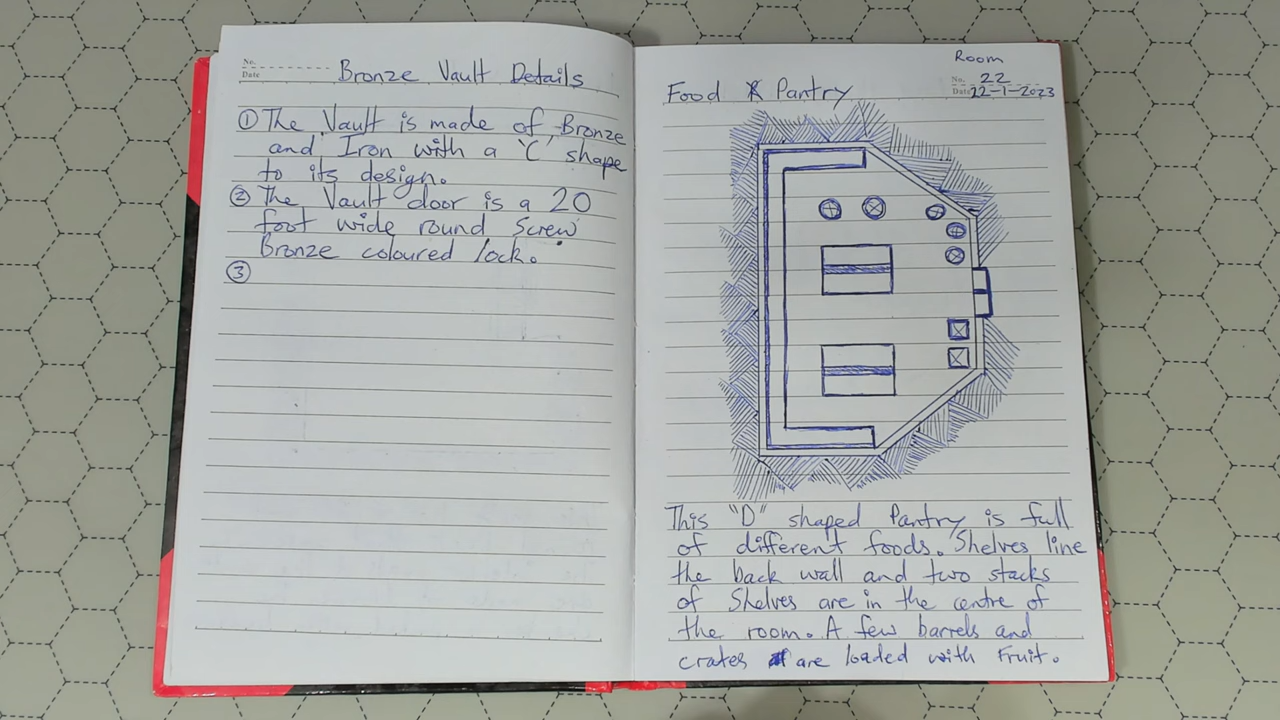 No.
Date
Bronze Vault Details
① The Vault is made of Bronze
and Iron with a 'C' shape
to its design.
② The Vault door is a 20
foot wide round Screw
Bronze coloured lock.
③
Room
No. 22
Date 22-1-2023
Food Pantry
This "D" shaped Pantry is full
of different foods. Shelves line
the back wall and two stacks
of Shelves are in the centre of
the room. A few barrels and
crates are loaded with Fruit.